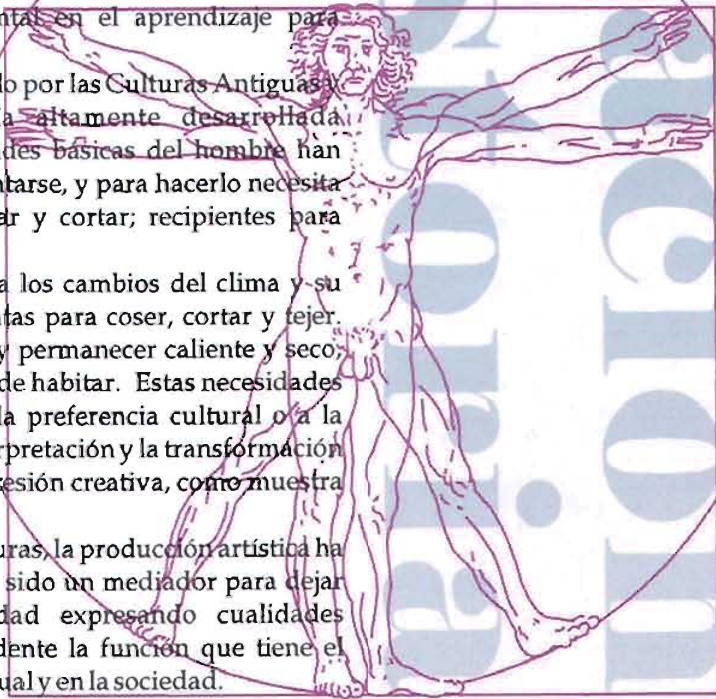 ntal en el aprendizaje para
do por las Culturas Antiguas y
a altamente desarrollada
des básicas del hombre han
ntarse, y para hacerlo necesita
ar y cortar; recipientes para
a los cambios del clima y su
tas para coser, cortar y tejer.
y permanecer caliente y seco,
de habitar. Estas necesidades
la preferencia cultural o a la
rpretación y la transformación
esión creativa, como muestra
uras, la producción artística ha
sido un mediador para dejar
dad expresando cualidades
dente la función que tiene el
ual y en la sociedad.
oria
ación